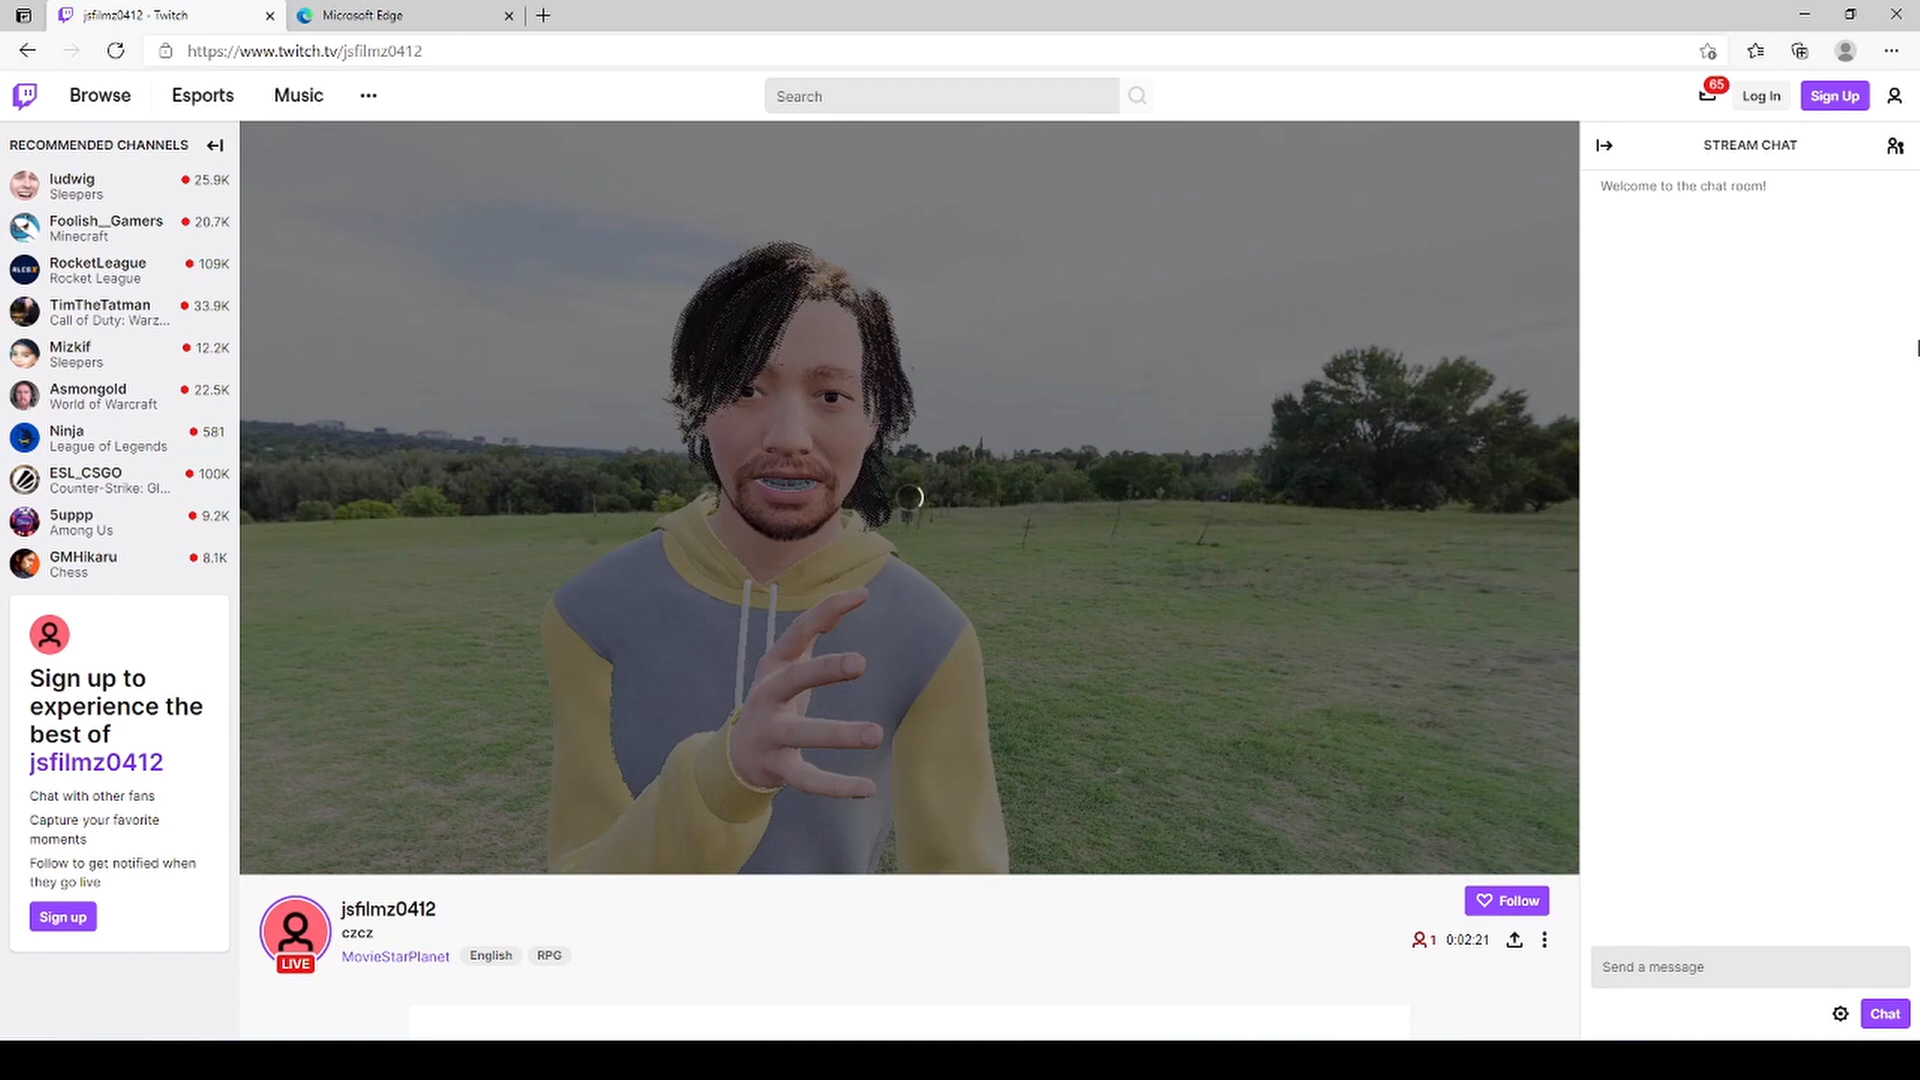 jsfilmz0412 - Twitch
Microsoft Edge
https://www.twitch.tv/jsfilmz0412
Browse
Esports
Music
Search
65
Log In
Sign Up
RECOMMENDED CHANNELS
ludwig
25.9K
Sleepers
Foolish__Gamers
20.7K
Minecraft
RocketLeague
109K
Rocket League
TimTheTatman
33.9K
Call of Duty: Warz...
Mizkif
12.2K
Sleepers
Asmongold
22.5K
World of Warcraft
Ninja
581
League of Legends
ESL_CSGO
100K
Counter-Strike: Gl...
5uppp
9.2K
Among Us
GMHikaru
8.1K
Chess
Sign up to
experience the
best of
jsfilmz0412
Chat with other fans
Capture your favorite
moments
Follow to get notified when
they go live
Sign up
jsfilmz0412
czcz
MovieStarPlanet
English
RPG
LIVE
Follow
1
0:02:21
STREAM CHAT
Welcome to the chat room!
Send a message
Chat